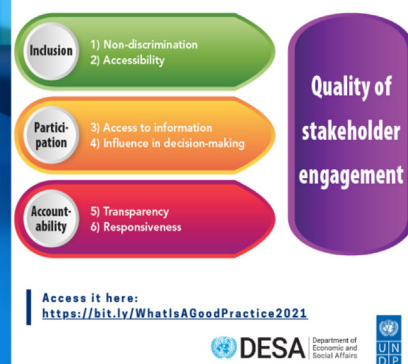 Inclusion
1) Non-discrimination
2) Accessibility
Partici-
pation
3) Access to information
4) Influence in decision-making
Account-
ability
5) Transparency
6) Responsiveness
Quality of
stakeholder
engagement
Access it here:
https://bit.ly/WhatIsAGoodPractice2021
DESA
Department of
Economic and
Social Affairs
U N
D P